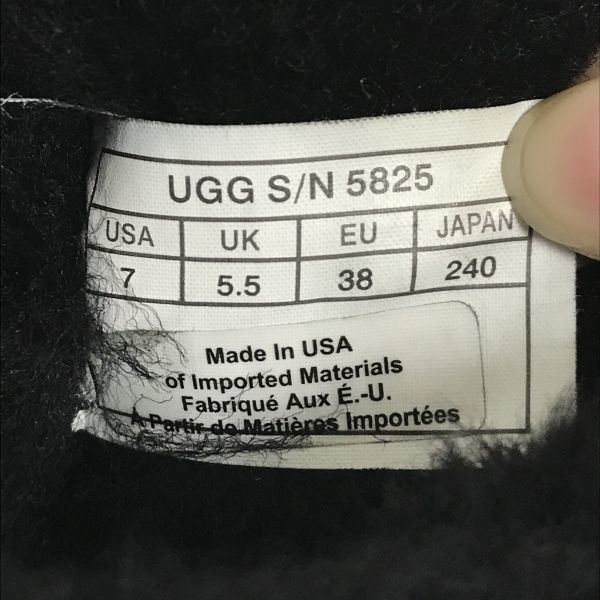 UGG S/N 5825
USA UK EU JAPAN
7 5.5 38 240
Made In USA
of Imported Materials
Fabriqué Aux É.-U.
À Partir de Matières Importées